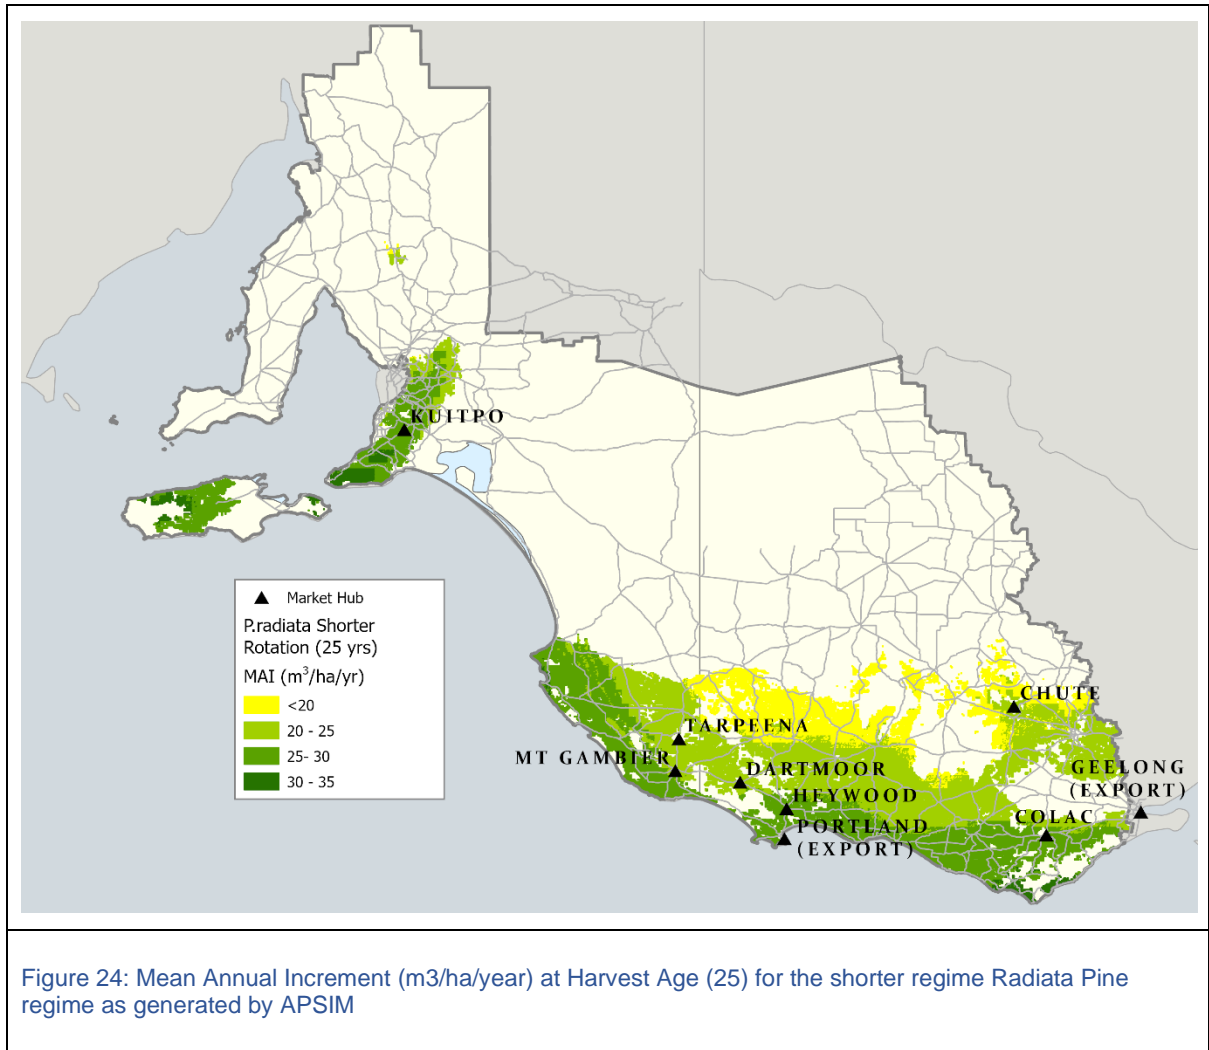 KUITPO
Market Hub
P.radiata Shorter
Rotation (25 yrs)
MAI (m³/ha/yr)
<20
20 - 25
25- 30
30 - 35
CHUTE
TARPEENA
MT GAMBIER
DARTMOOR
GEELONG
(EXPORT)
HEYWOOD
COLAC
PORTLAND
(EXPORT)
Figure 24: Mean Annual Increment (m3/ha/year) at Harvest Age (25) for the shorter regime Radiata Pine
regime as generated by APSIM